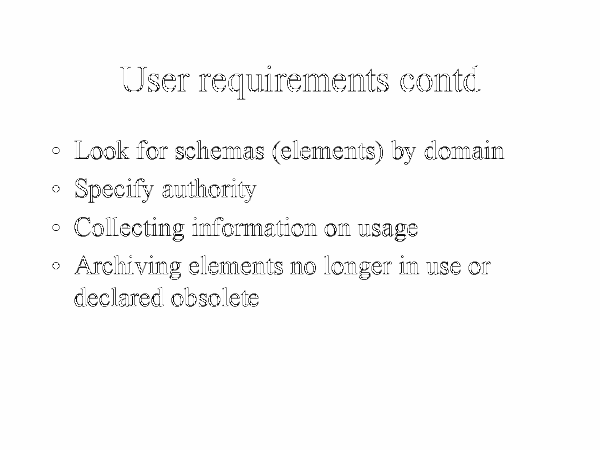 User requirements contd
◦ Look for schemas (elements) by domain
◦ Specify authority
◦ Collecting information on usage
◦ Archiving elements no longer in use or
declared obsolete